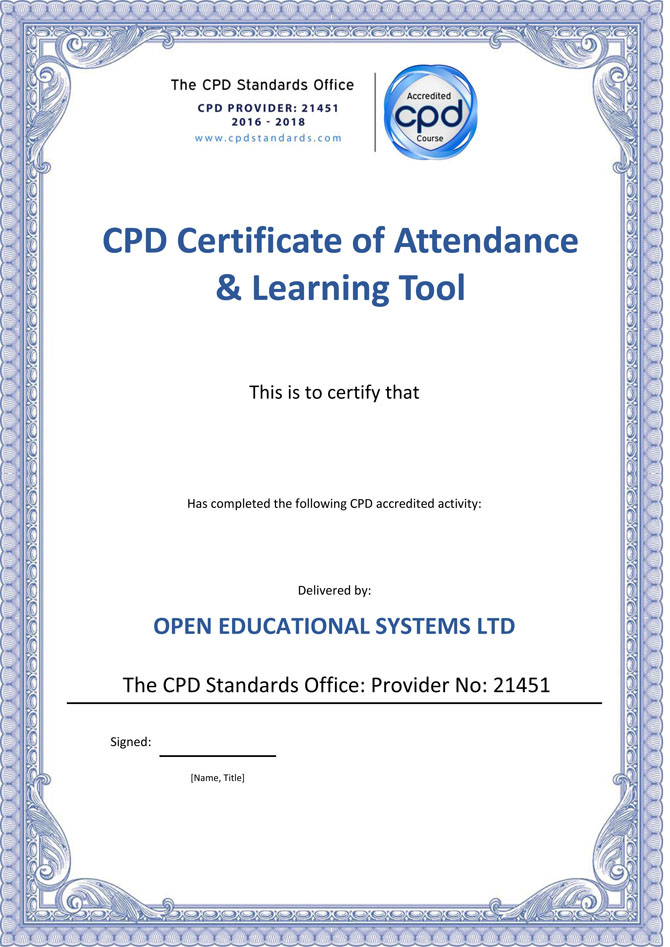 The CPD Standards Office
CPD PROVIDER: 21451
2016 - 2018
www.cpdstandards.com
Accredited
cpd
Course
CPD Certificate of Attendance
& Learning Tool
This is to certify that
Has completed the following CPD accredited activity:
Delivered by:
OPEN EDUCATIONAL SYSTEMS LTD
The CPD Standards Office: Provider No: 21451
Signed:
[Name, Title]